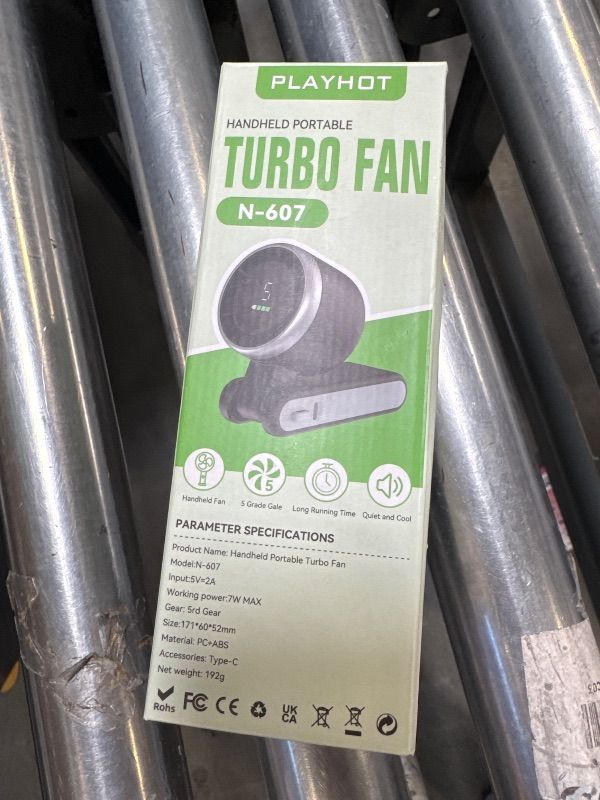 PLAYHOT
HANDHELD PORTABLE
TURBO FAN
N-607
5
5
Handheld Fan
5 Grade Gale
Long Running Time
Quiet and Cool
PARAMETER SPECIFICATIONS
Product Name: Handheld Portable Turbo Fan
Model:N-607
Input:5V=2A
Working power:7W MAX
Gear: 5rd Gear
Size:171*60*52mm
Material: PC+ABS
Accessories: Type-C
Net weight: 192g
Rohs
FC CE UK
CA